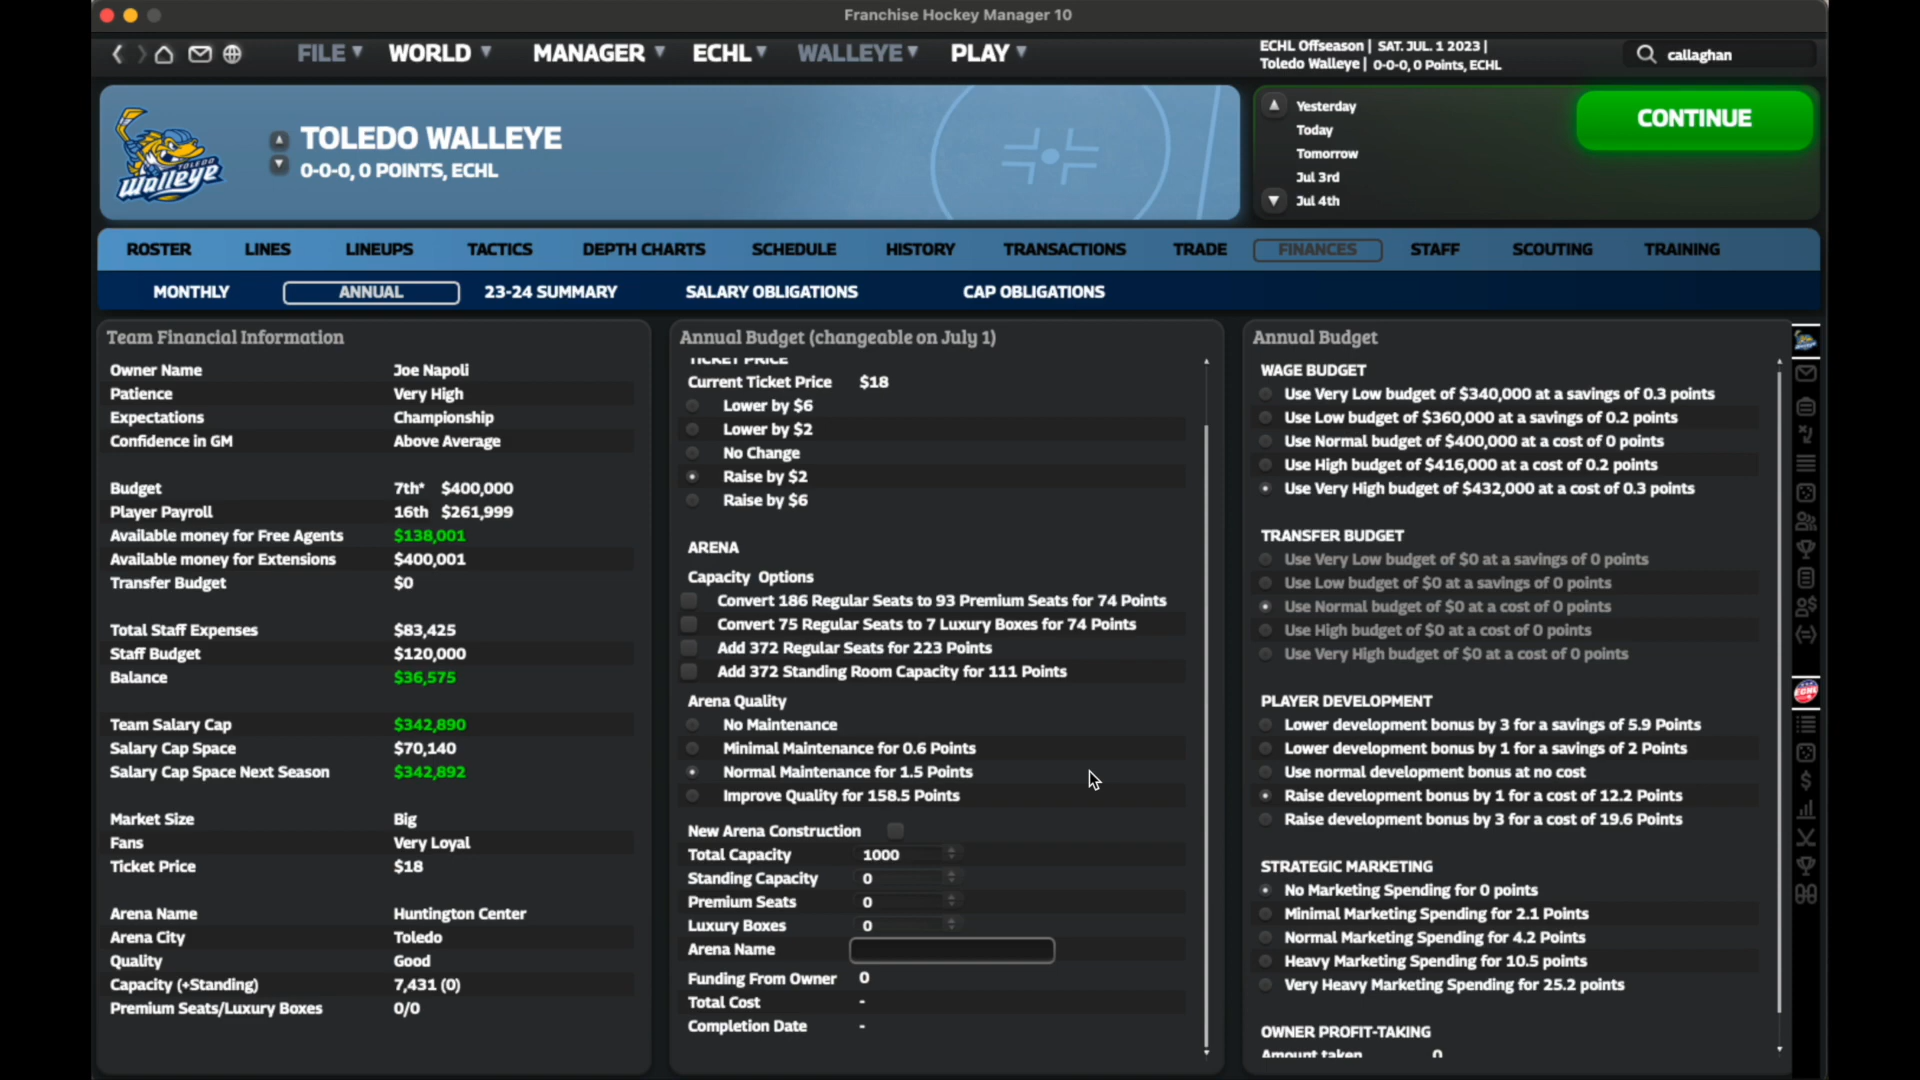 Franchise Hockey Manager 10
FILE WORLD MANAGER ECHL WALLEYE PLAY
ECHL Offseason | SAT. JUL. 1 2023 |
Toledo Walleye | 0-0-0, 0 Points, ECHL
callaghan
TOLEDO Walleye
TOLEDO WALLEYE
0-0-0, 0 POINTS, ECHL
Yesterday
Today
Tomorrow
Jul 3rd
Jul 4th
CONTINUE
ROSTER LINES LINEUPS TACTICS DEPTH CHARTS SCHEDULE HISTORY TRANSACTIONS TRADE FINANCES STAFF SCOUTING TRAINING
MONTHLY ANNUAL 23-24 SUMMARY SALARY OBLIGATIONS CAP OBLIGATIONS
Team Financial Information
Owner Name Joe Napoli
Patience Very High
Expectations Championship
Confidence in GM Above Average
Budget 7th* $400,000
Player Payroll 16th $261,999
Available money for Free Agents $138,001
Available money for Extensions $400,001
Transfer Budget $0
Total Staff Expenses $83,425
Staff Budget $120,000
Balance $36,575
Team Salary Cap $342,890
Salary Cap Space $70,140
Salary Cap Space Next Season $342,892
Market Size Big
Fans Very Loyal
Ticket Price $18
Arena Name Huntington Center
Arena City Toledo
Quality Good
Capacity (+Standing) 7,431 (0)
Premium Seats/Luxury Boxes 0/0
Annual Budget (changeable on July 1)
TICKET PRICE
Current Ticket Price $18
Lower by $6
Lower by $2
No Change
Raise by $2
Raise by $6
ARENA
Capacity Options
Convert 186 Regular Seats to 93 Premium Seats for 74 Points
Convert 75 Regular Seats to 7 Luxury Boxes for 74 Points
Add 372 Regular Seats for 223 Points
Add 372 Standing Room Capacity for 111 Points
Arena Quality
No Maintenance
Minimal Maintenance for 0.6 Points
Normal Maintenance for 1.5 Points
Improve Quality for 158.5 Points
New Arena Construction
Total Capacity 1000
Standing Capacity 0
Premium Seats 0
Luxury Boxes 0
Arena Name
Funding From Owner 0
Total Cost -
Completion Date -
Annual Budget
WAGE BUDGET
Use Very Low budget of $340,000 at a savings of 0.3 points
Use Low budget of $360,000 at a savings of 0.2 points
Use Normal budget of $400,000 at a cost of 0 points
Use High budget of $416,000 at a cost of 0.2 points
Use Very High budget of $432,000 at a cost of 0.3 points
TRANSFER BUDGET
Use Very Low budget of $0 at a savings of 0 points
Use Low budget of $0 at a savings of 0 points
Use Normal budget of $0 at a cost of 0 points
Use High budget of $0 at a cost of 0 points
Use Very High budget of $0 at a cost of 0 points
PLAYER DEVELOPMENT
Lower development bonus by 3 for a savings of 5.9 Points
Lower development bonus by 1 for a savings of 2 Points
Use normal development bonus at no cost
Raise development bonus by 1 for a cost of 12.2 Points
Raise development bonus by 3 for a cost of 19.6 Points
STRATEGIC MARKETING
No Marketing Spending for 0 points
Minimal Marketing Spending for 2.1 Points
Normal Marketing Spending for 4.2 Points
Heavy Marketing Spending for 10.5 points
Very Heavy Marketing Spending for 25.2 points
OWNER PROFIT-TAKING
Amount taken 0
ECHL